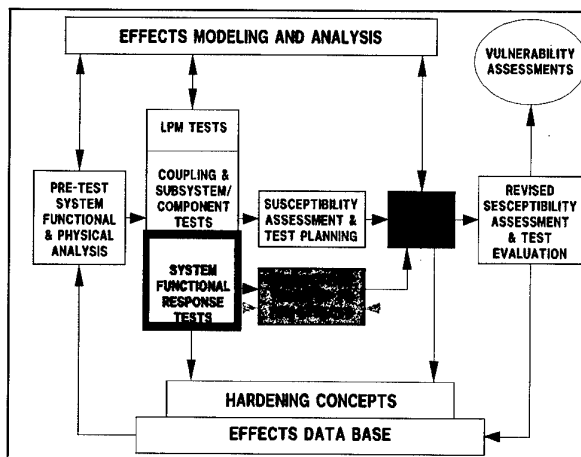 EFFECTS MODELING AND ANALYSIS
VULNERABILITY
ASSESSMENTS
LPM TESTS
COUPLING &
SUBSYSTEM/
COMPONENT
TESTS
PRE-TEST
SYSTEM
FUNCTIONAL
& PHYSICAL
ANALYSIS
SUSCEPTIBILITY
ASSESSMENT &
TEST PLANNING
REVISED
SESCEPTIBILITY
ASSESSMENT
& TEST
EVALUATION
SYSTEM
FUNCTIONAL
RESPONSE
TESTS
HARDENING CONCEPTS
EFFECTS DATA BASE